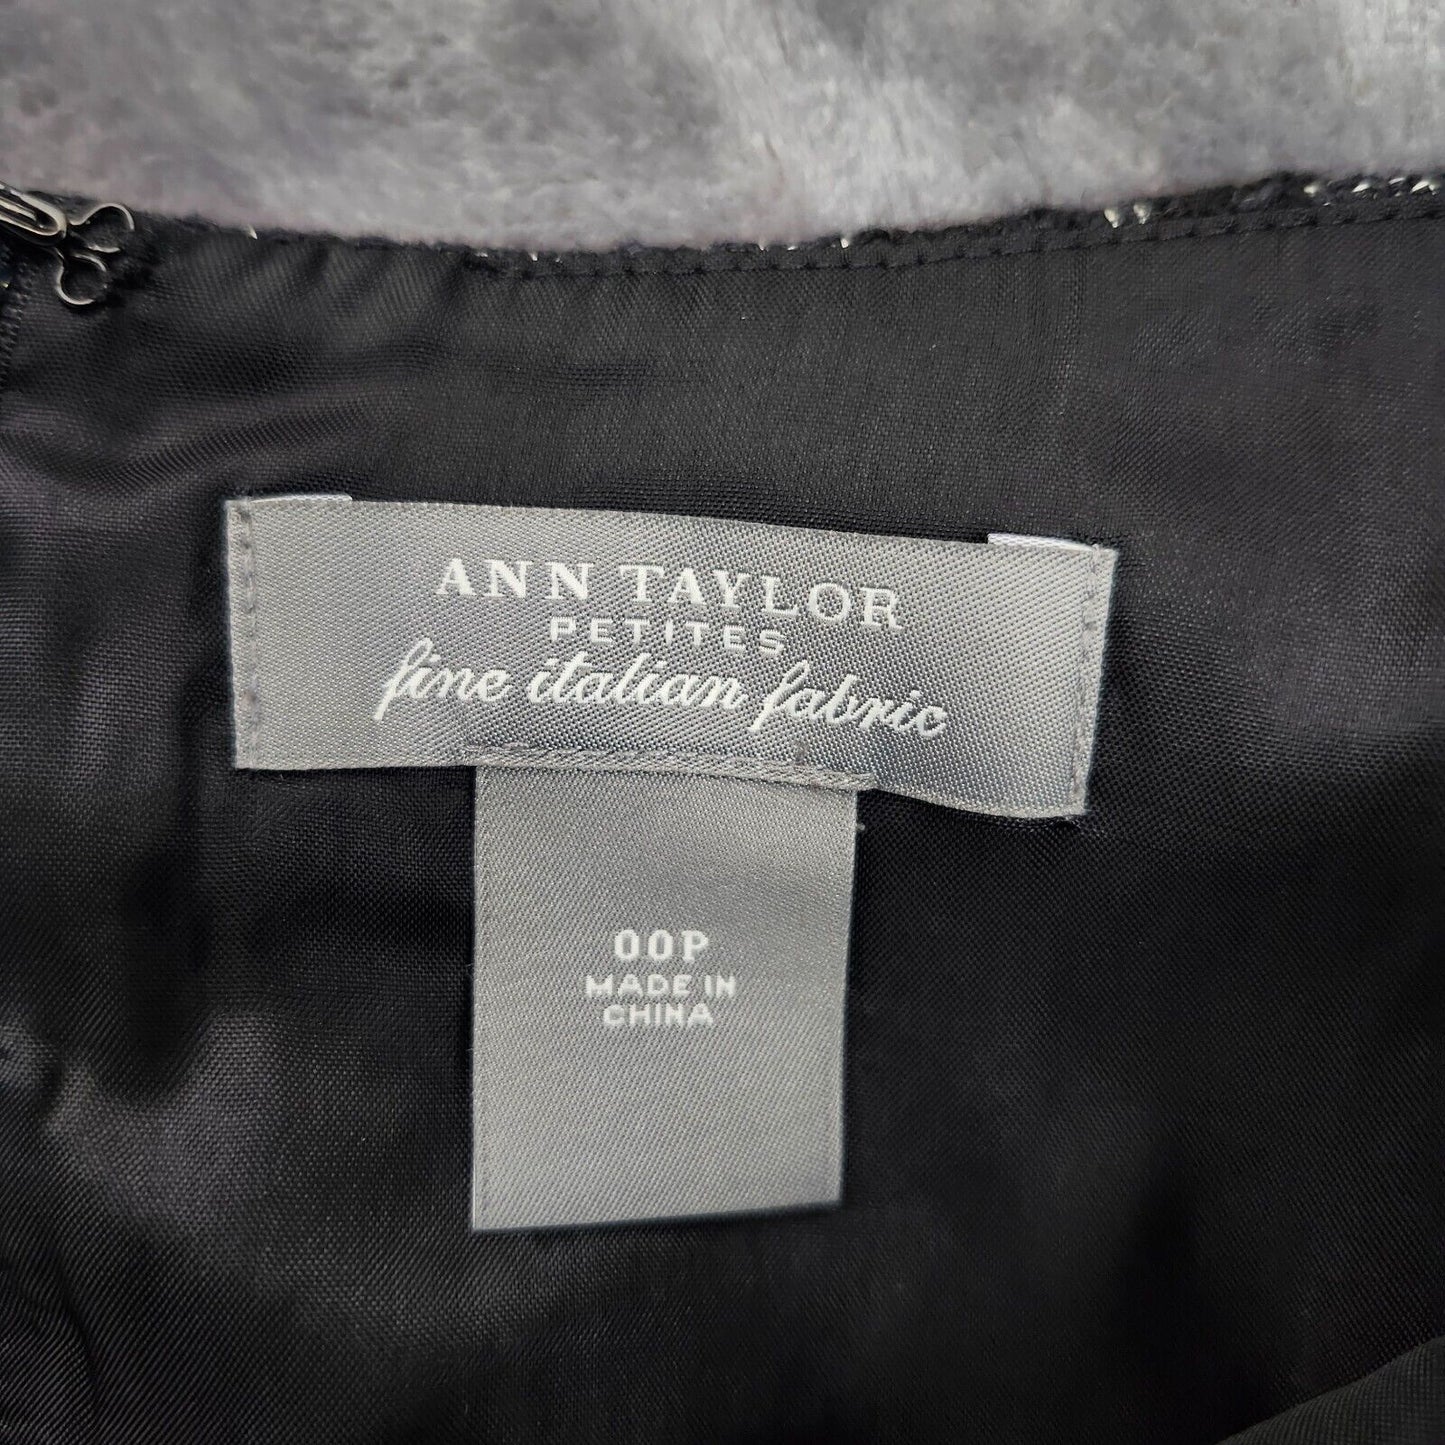 ANN TAYLOR
PETITES
fine italian fabric
00P
MADE IN
CHINA